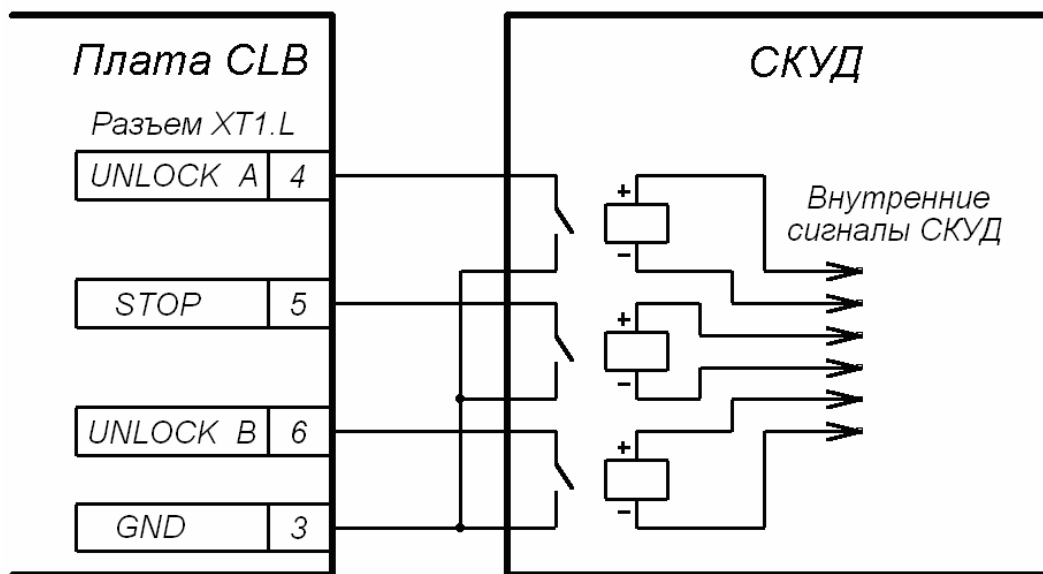 Плата CLB
СКУД
Разъем XT1.L
UNLOCK A 4
STOP 5
UNLOCK B 6
GND 3
+
−
+
−
+
−
Внутренние
сигналы СКУД